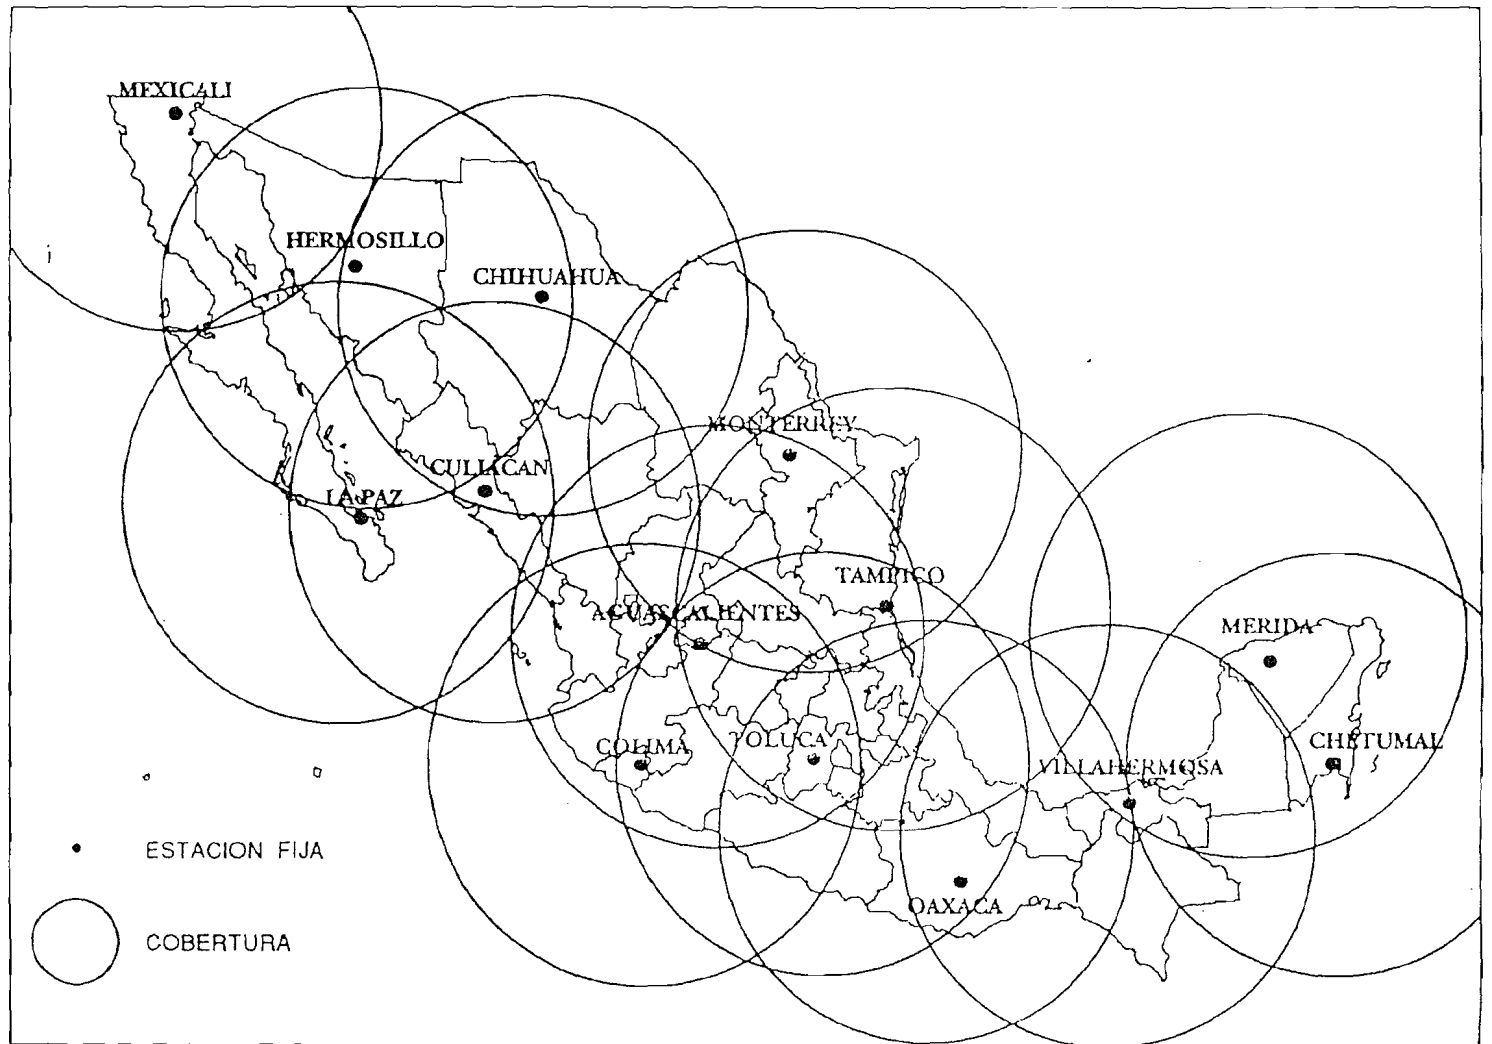 MEXICALI
HERMOSILLO
CHIHUAHUA
MONTERREY
CULIACAN
LA PAZ
TAMPICO
AGUASCALIENTES
MERIDA
COLIMA
TOLUCA
CHETUMAL
VILLAHERMOSA
ESTACION FIJA
OAXACA
COBERTURA